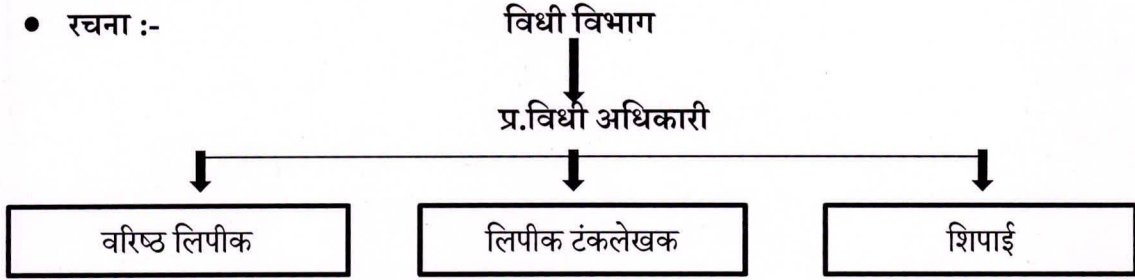 • रचना :-
विधी विभाग
प्र.विधी अधिकारी
वरिष्ठ लिपीक
लिपीक टंकलेखक
शिपाई